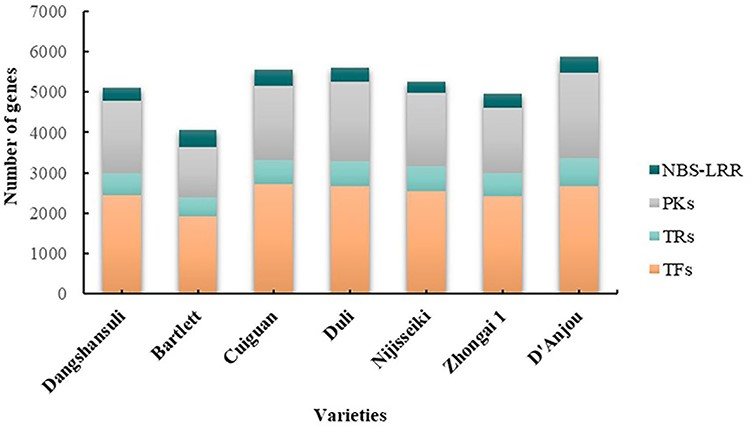 Number of genes
7000
6000
5000
4000
3000
2000
1000
0
Dangshansuli
Bartlett
Cuiguan
Duli
Nijisseiki
Zhongai 1
D'Anjou
Varieties
NBS-LRR
PKs
TRs
TFs